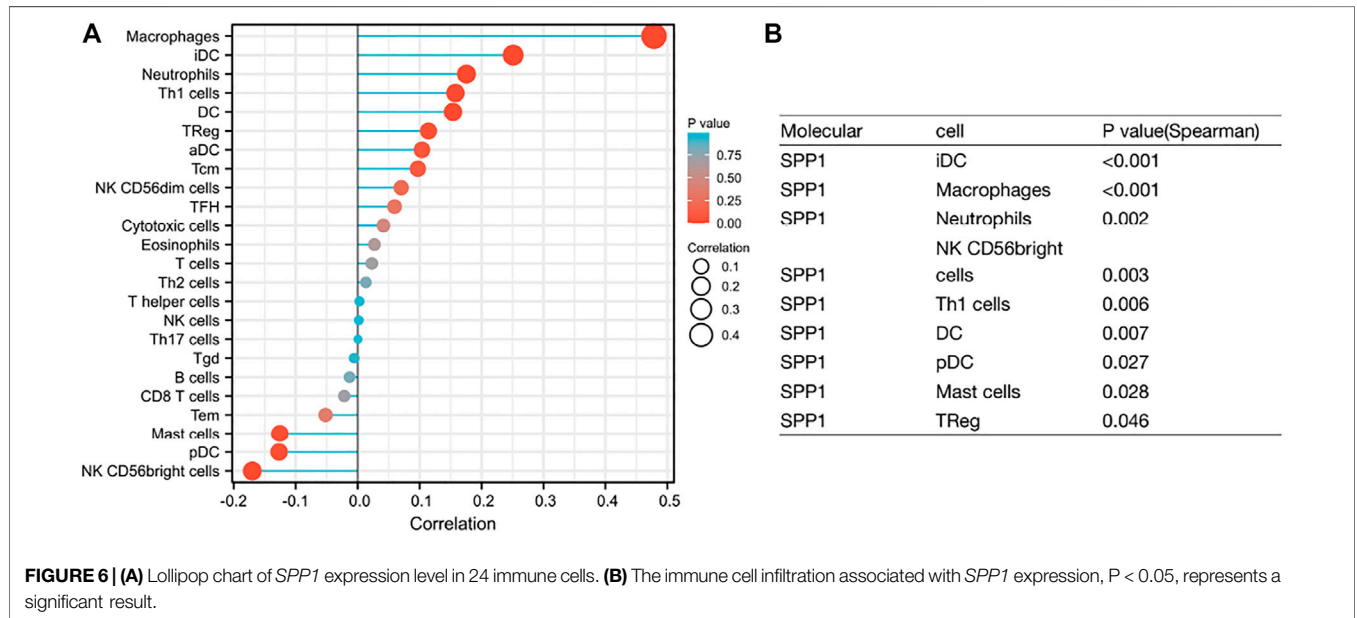 A
Macrophages
iDC
Neutrophils
Th1 cells
DC
TReg
aDC
Tcm
NK CD56dim cells
TFH
Cytotoxic cells
Eosinophils
T cells
Th2 cells
T helper cells
NK cells
Th17 cells
Tgd
B cells
CD8 T cells
Tem
Mast cells
pDC
NK CD56bright cells
-0.2 -0.1 0.0 0.1 0.2 0.3 0.4 0.5
Correlation
P value
0.75
0.50
0.25
0.00
Correlation
0.1
0.2
0.3
0.4
B
Molecular cell P value(Spearman)
SPP1 iDC <0.001
SPP1 Macrophages <0.001
SPP1 Neutrophils 0.002
NK CD56bright
SPP1 cells 0.003
SPP1 Th1 cells 0.006
SPP1 DC 0.007
SPP1 pDC 0.027
SPP1 Mast cells 0.028
SPP1 TReg 0.046
FIGURE 6 | (A) Lollipop chart of SPP1 expression level in 24 immune cells. (B) The immune cell infiltration associated with SPP1 expression, P < 0.05, represents a
significant result.